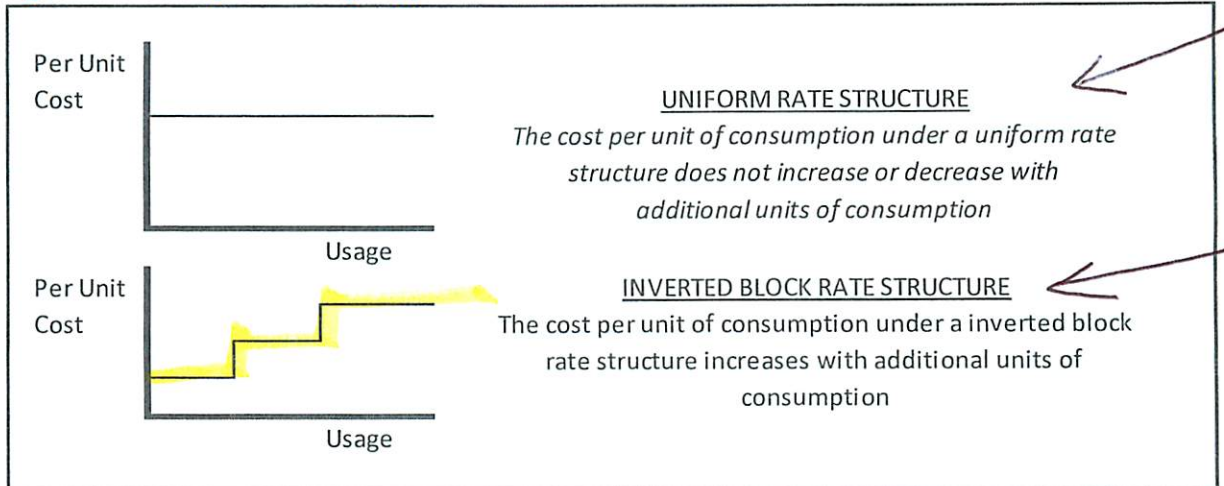 Per Unit
Cost
UNIFORM RATE STRUCTURE
The cost per unit of consumption under a uniform rate
structure does not increase or decrease with
additional units of consumption
Usage
Per Unit
Cost
INVERTED BLOCK RATE STRUCTURE
The cost per unit of consumption under a inverted block
rate structure increases with additional units of
consumption
Usage